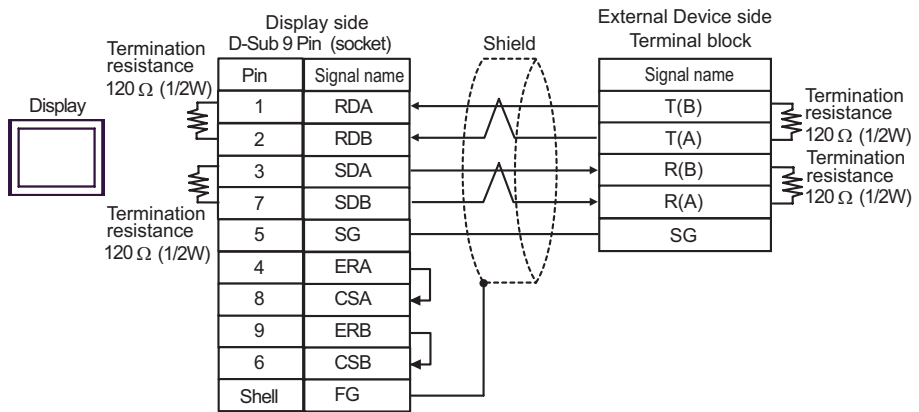 Display side
D-Sub 9 Pin (socket)
Shield
External Device side
Terminal block
Termination
resistance
120 Ω (1/2W)
Display
Pin Signal name
1 RDA
2 RDB
3 SDA
7 SDB
5 SG
4 ERA
8 CSA
9 ERB
6 CSB
Shell FG
Termination
resistance
120 Ω (1/2W)
Signal name
T(B)
T(A)
R(B)
R(A)
SG
Termination
resistance
120 Ω (1/2W)
Termination
resistance
120 Ω (1/2W)